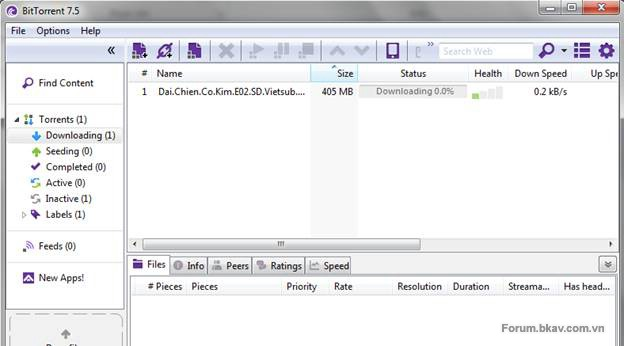 BitTorrent 7.5
File Options Help
« Search Web »
Find Content
# Name Size Status Health Down Speed Up Spe
1 Dai.Chien.Co.Kim.E02.SD.Vietsub.... 405 MB Downloading 0.0% 0.2 kB/s
Torrents (1)
Downloading (1)
Seeding (0)
Completed (0)
Active (0)
Inactive (1)
Labels (1)
Feeds (0)
New Apps!
Files Info Peers Ratings Speed
# Pieces Pieces Priority Rate Resolution Duration Streama... Has head...
Forum.bkav.com.vn